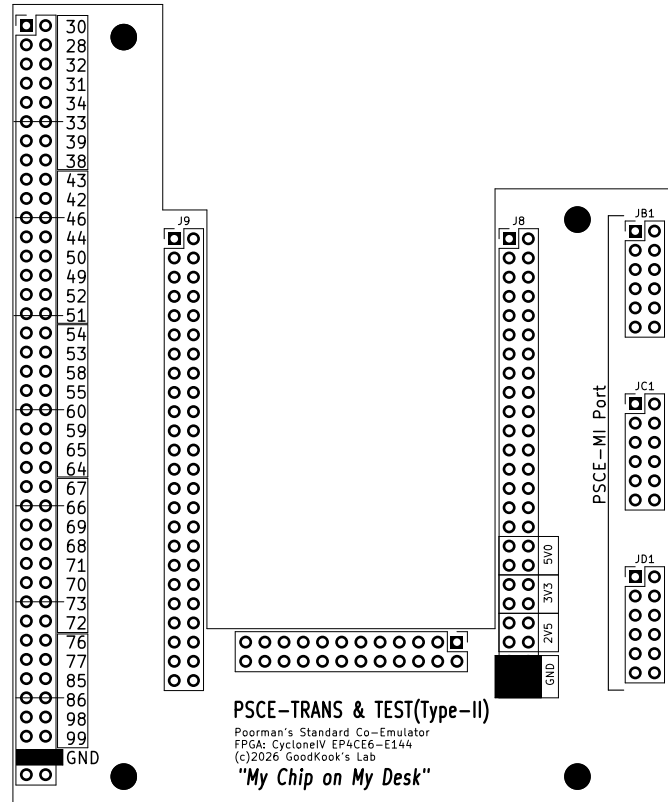 30
28
32
31
34
33
39
38
43
42
46
44
50
49
52
51
54
53
58
55
60
59
65
64
67
66
69
68
71
70
73
72
76
77
85
86
98
99
GND
J9
J8
5V0
3V3
2V5
GND
JB1
JC1
JD1
PSCE-MI Port
PSCE-TRANS & TEST(Type-II)
Poorman's Standard Co-Emulator
FPGA: CycloneIV EP4CE6-E144
(c)2026 GoodKook's Lab
"My Chip on My Desk"